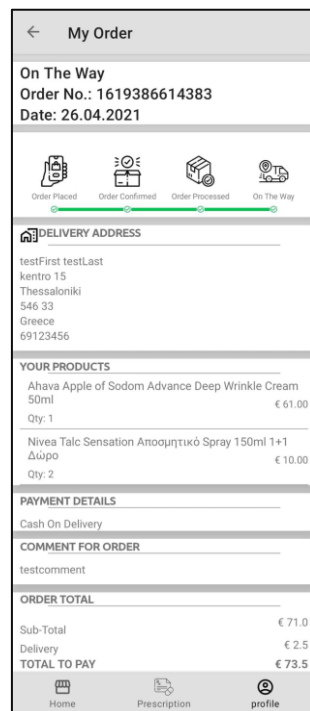 My Order
On The Way
Order No.: 1619386614383
Date: 26.04.2021
Order Placed Order Confirmed Order Processed On The Way
DELIVERY ADDRESS
testFirst testLast
kentro 15
Thessaloniki
546 33
Greece
69123456
YOUR PRODUCTS
Ahava Apple of Sodom Advance Deep Wrinkle Cream
50ml
€ 61.00
Qty: 1
Nivea Talc Sensation Αποσμητικό Spray 150ml 1+1
Δώρο
€ 10.00
Qty: 2
PAYMENT DETAILS
Cash On Delivery
COMMENT FOR ORDER
testcomment
ORDER TOTAL
Sub-Total € 71.0
Delivery € 2.5
TOTAL TO PAY € 73.5
Home Prescription profile